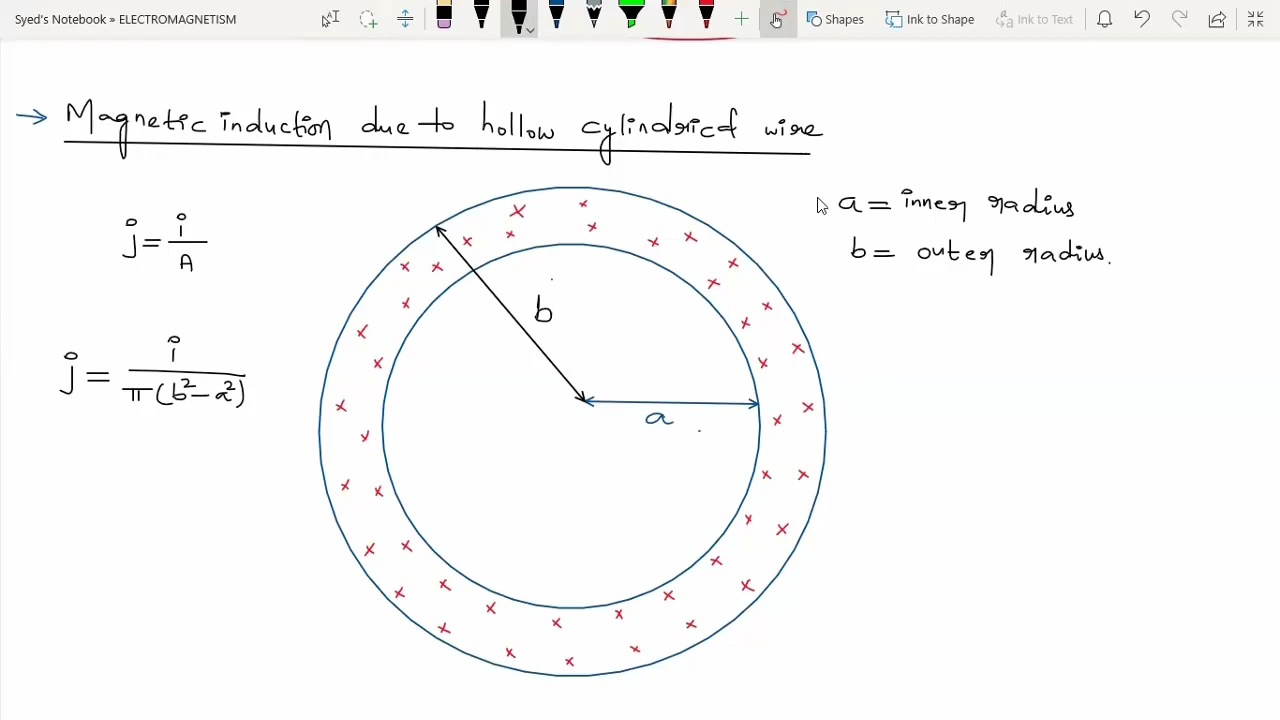 Syed's Notebook » ELECTROMAGNETISM
Shapes
Ink to Shape
Ink to Text
→ Magnetic induction due to hollow cylindrical wire
j = i/A
j = i/π(b²-a²)
a = inner radius
b = outer radius.
b
a